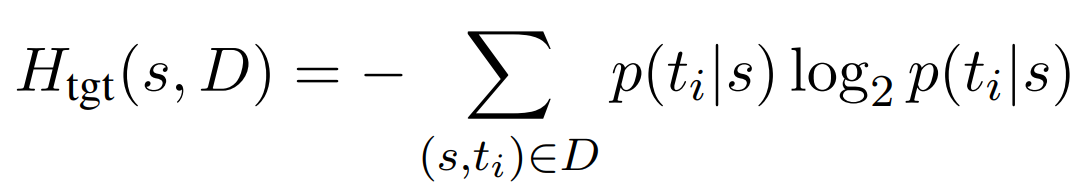 H_tgt(s, D) = − ∑_{(s,t_i)∈D} p(t_i|s) log_2 p(t_i|s)